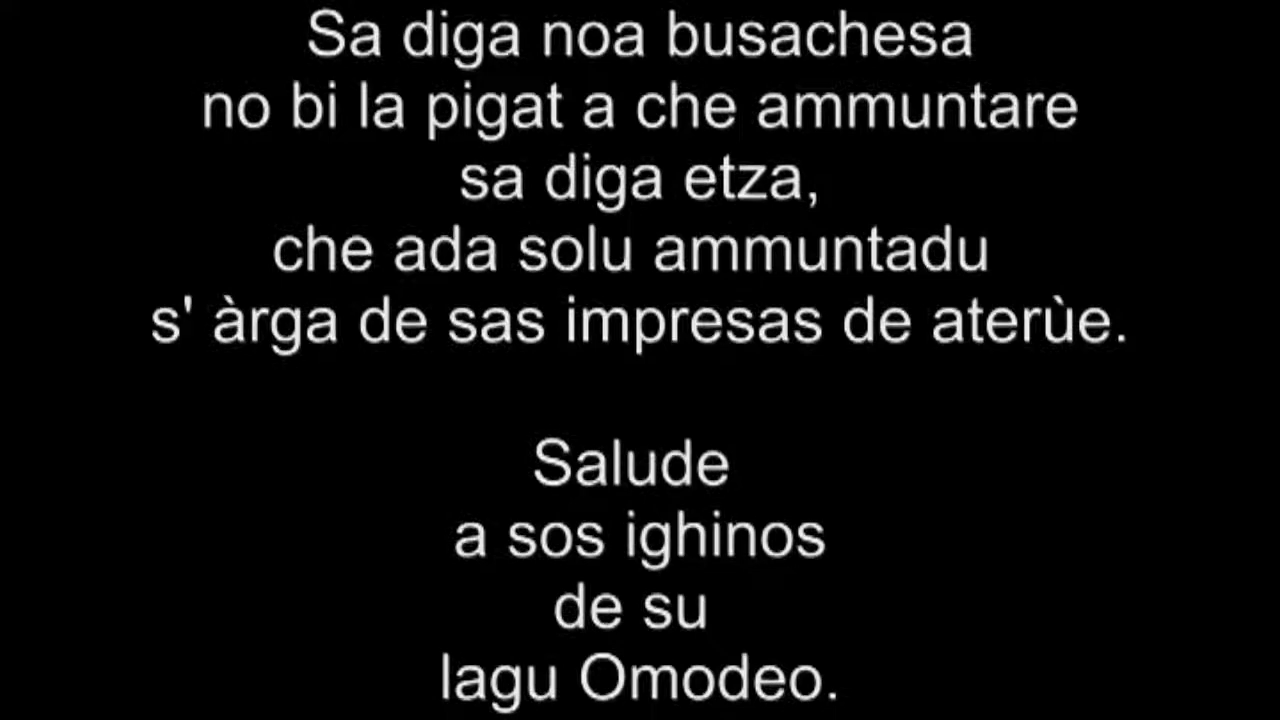 Sa diga noa busachesa
no bi la pigat a che ammuntare
sa diga etza,
che ada solu ammuntadu
s' àrga de sas impresas de aterùe.
Salude
a sos ighinos
de su
lagu Omodeo.